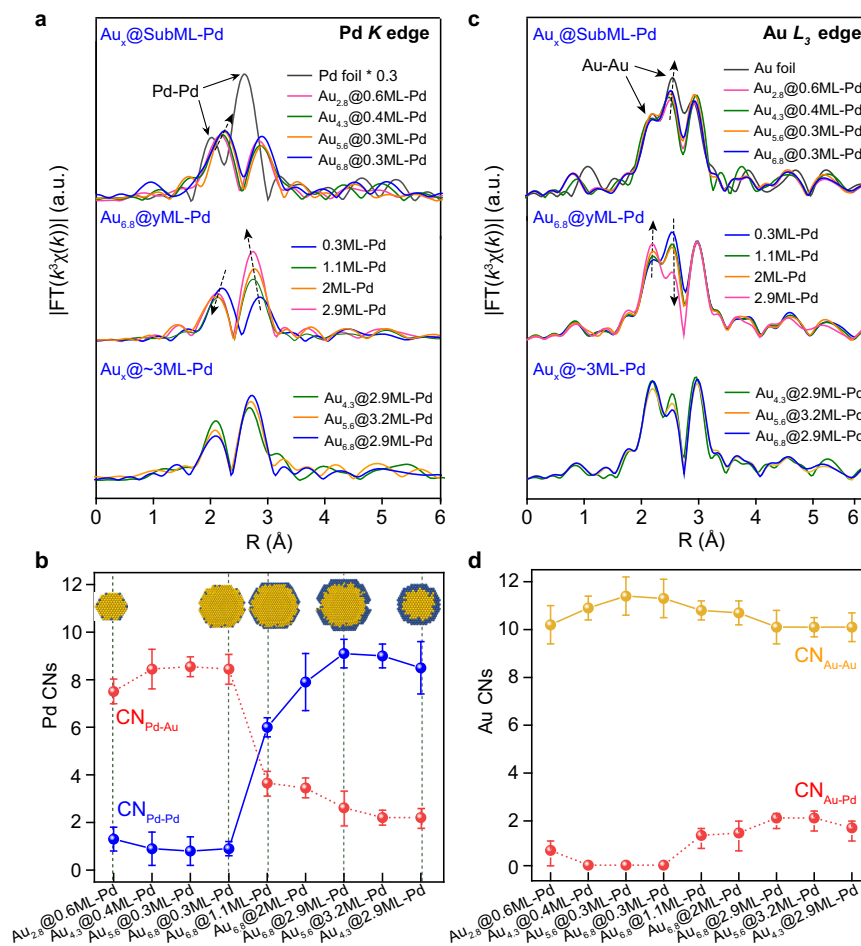 a
Au₂@SubML-Pd
Pd K edge
Pd-Pd
Pd foil * 0.3
Au₂.₈@0.6ML-Pd
Au₄.₃@0.4ML-Pd
Au₅.₆@0.3ML-Pd
Au₆.₈@0.3ML-Pd
Au₆.₈@yML-Pd
0.3ML-Pd
1.1ML-Pd
2ML-Pd
2.9ML-Pd
Auₓ@~3ML-Pd
Au₄.₃@2.9ML-Pd
Au₅.₆@3.2ML-Pd
Au₆.₈@2.9ML-Pd
|FT(k³χ(k))| (a.u.)
0 1 2 3 4 5 6
R (Å)
c
Auₓ@SubML-Pd
Au L₃ edge
Au-Au
Au foil
Au₂.₈@0.6ML-Pd
Au₄.₃@0.4ML-Pd
Au₅.₆@0.3ML-Pd
Au₆.₈@0.3ML-Pd
Au₆.₈@yML-Pd
0.3ML-Pd
1.1ML-Pd
2ML-Pd
2.9ML-Pd
Auₓ@~3ML-Pd
Au₄.₃@2.9ML-Pd
Au₅.₆@3.2ML-Pd
Au₆.₈@2.9ML-Pd
|FT(k³χ(k))| (a.u.)
0 1 2 3 4 5 6
R (Å)
b
12
10
8
6
4
2
0
Pd CNs
CN Pd-Au
CN Pd-Pd
Au₂.₈@0.6ML-Pd
Au₄.₃@0.4ML-Pd
Au₅.₆@0.3ML-Pd
Au₆.₈@0.3ML-Pd
Au₆.₈@1.1ML-Pd
Au₆.₈@2ML-Pd
Au₆.₈@2.9ML-Pd
Au₅.₆@3.2ML-Pd
Au₄.₃@2.9ML-Pd
d
12
10
8
6
4
2
0
Au CNs
CN Au-Au
CN Au-Pd
Au₂.₈@0.6ML-Pd
Au₄.₃@0.4ML-Pd
Au₅.₆@0.3ML-Pd
Au₆.₈@0.3ML-Pd
Au₆.₈@1.1ML-Pd
Au₆.₈@2ML-Pd
Au₆.₈@2.9ML-Pd
Au₅.₆@3.2ML-Pd
Au₄.₃@2.9ML-Pd